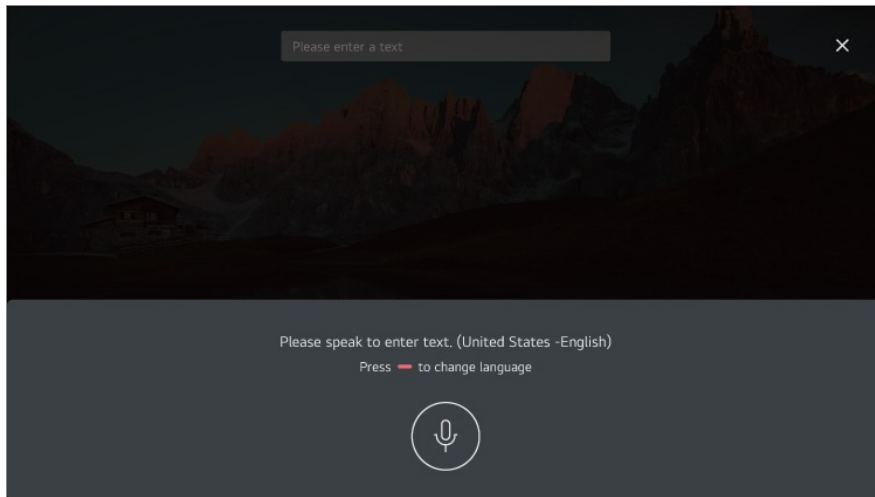 Please enter a text
Please speak to enter text. (United States -English)
Press to change language